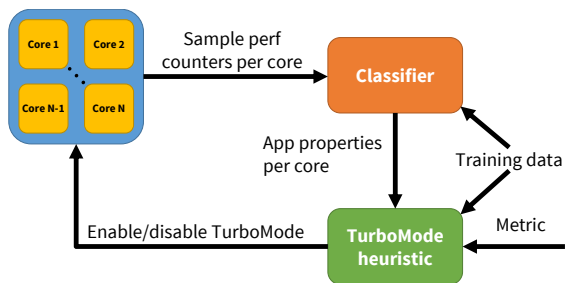 Core 1
Core 2
Core N-1
Core N
Sample perf
counters per core
Classifier
App properties
per core
Training data
Enable/disable TurboMode
TurboMode
heuristic
Metric